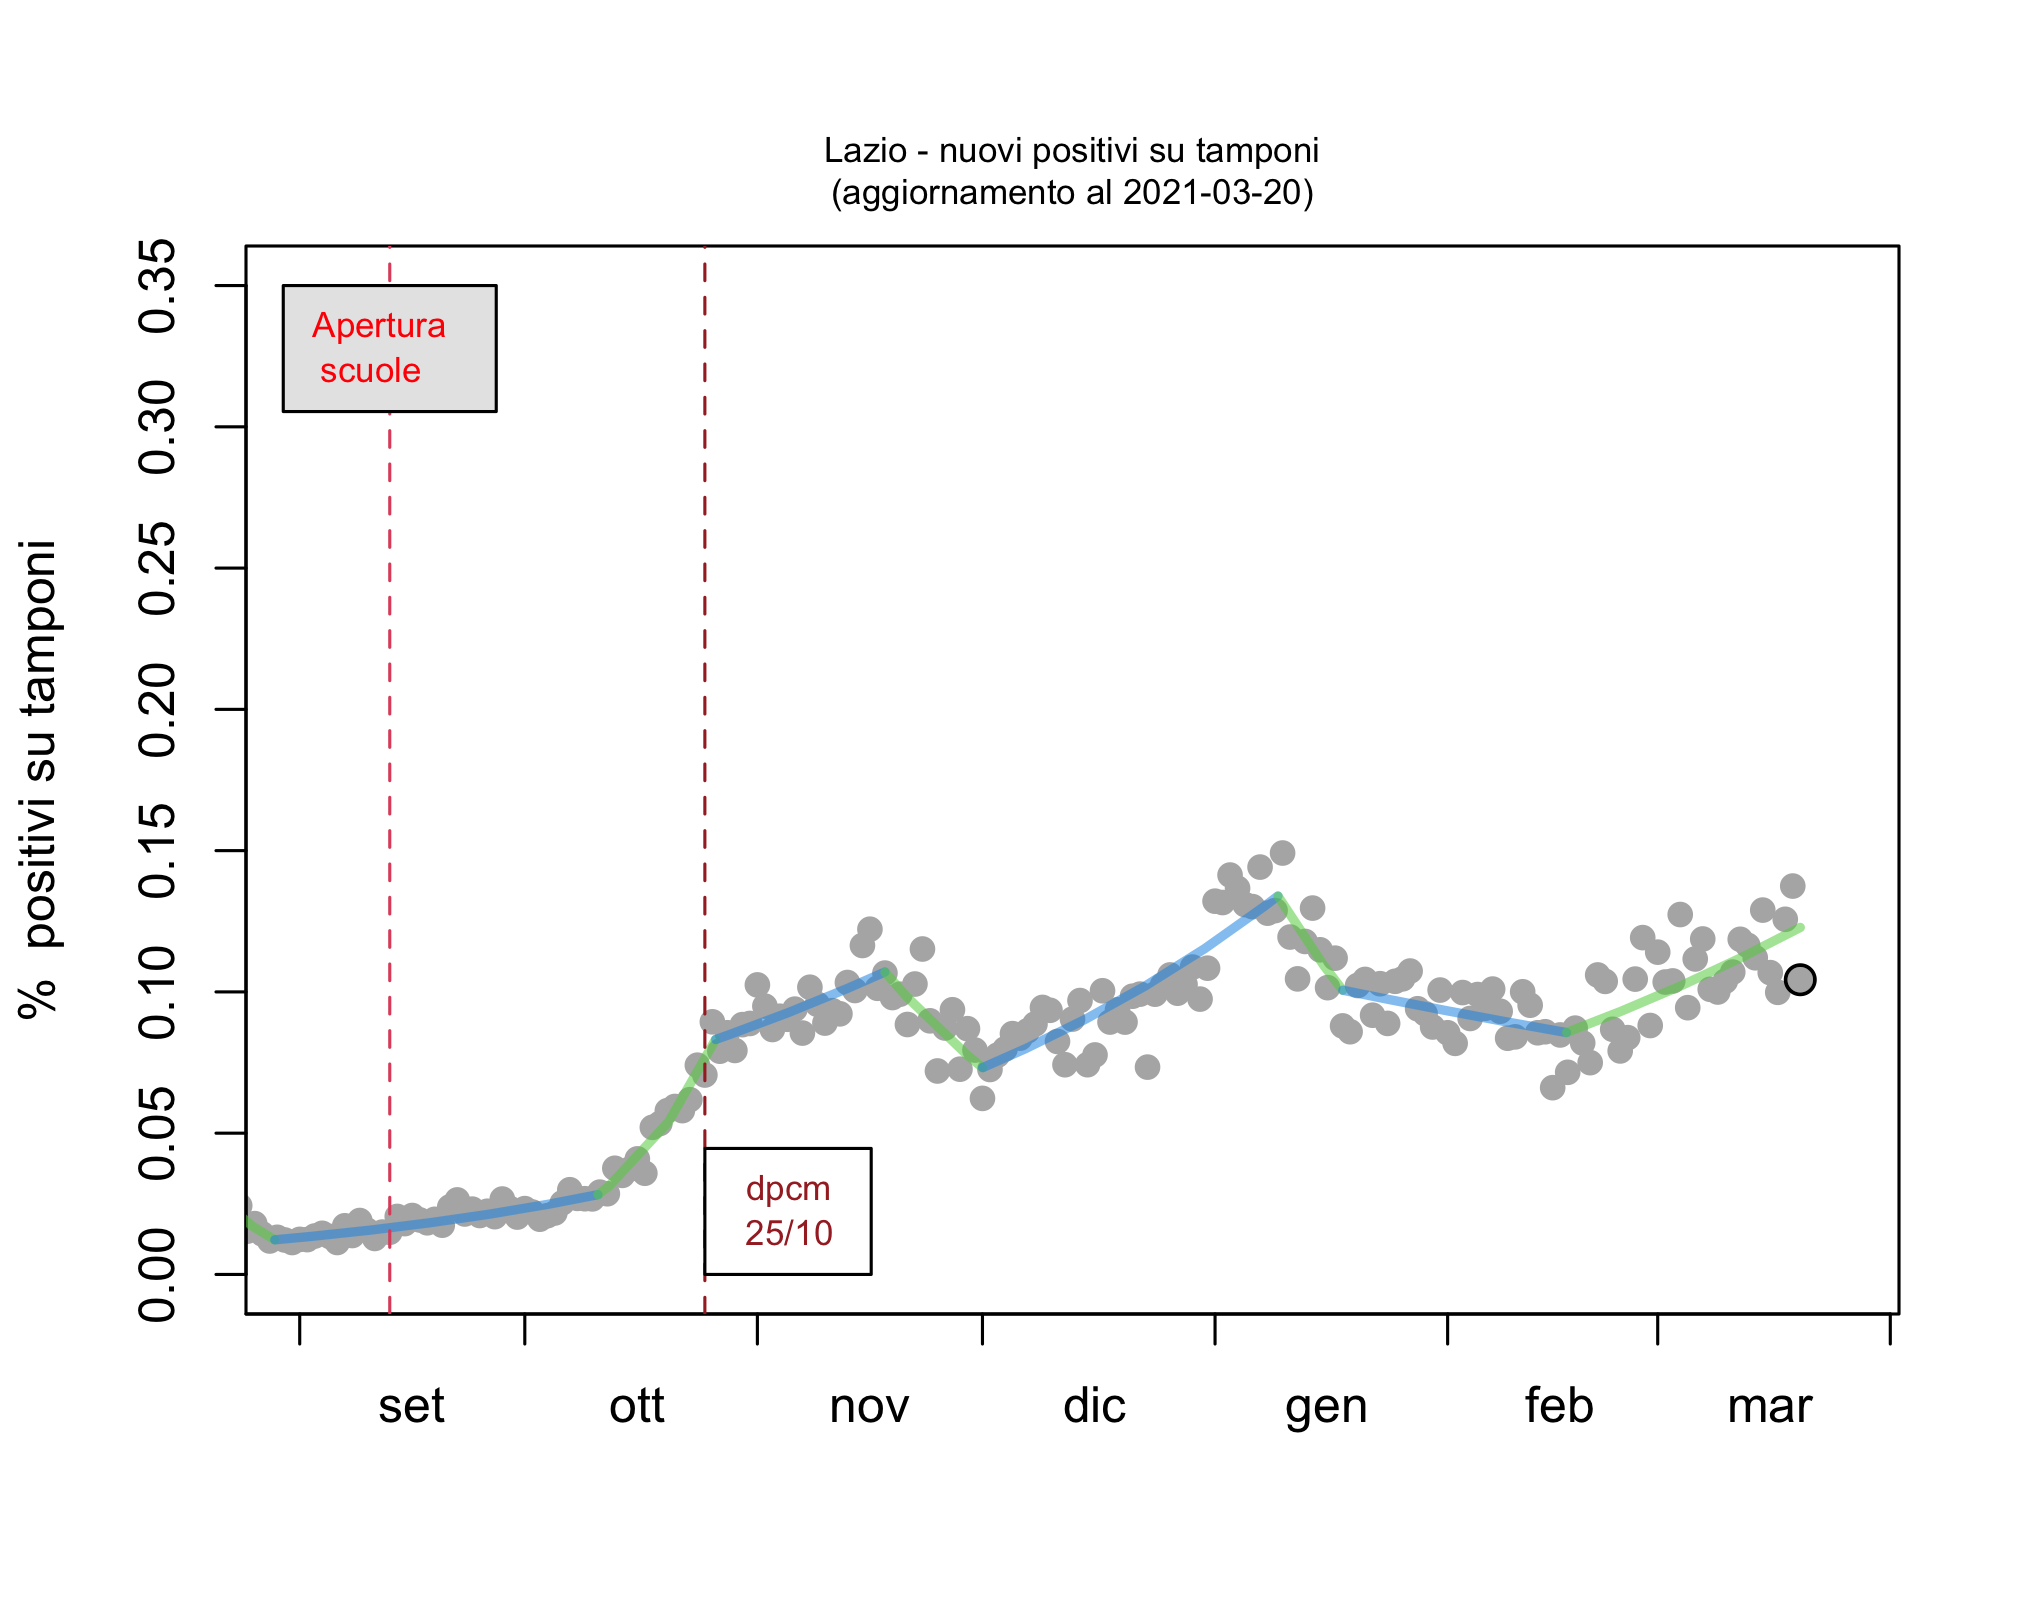 Lazio - nuovi positivi su tamponi
(aggiornamento al 2021-03-20)
% positivi su tamponi
0.35
0.30
0.25
0.20
0.15
0.10
0.05
0.00
Apertura
scuole
dpcm
25/10
set
ott
nov
dic
gen
feb
mar